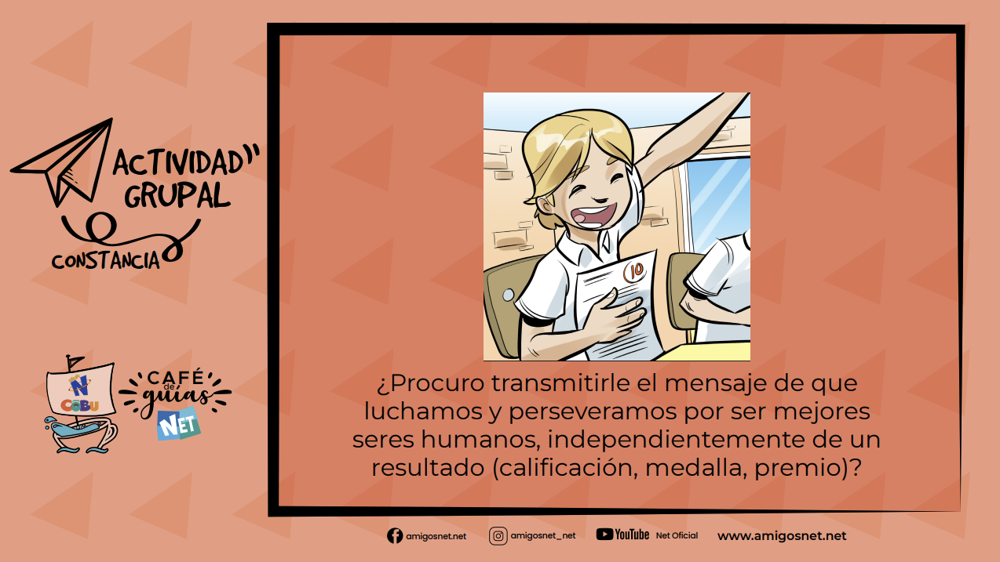 ACTIVIDAD
GRUPAL
CONSTANCIA
N
CÔBU
CAFÉ
de
guías
NET
10
¿Procuro transmitirle el mensaje de que
luchamos y perseveramos por ser mejores
seres humanos, independientemente de un
resultado (calificación, medalla, premio)?
amigosnet.net
amigosnet_net
YouTube Net Oficial
www.amigosnet.net